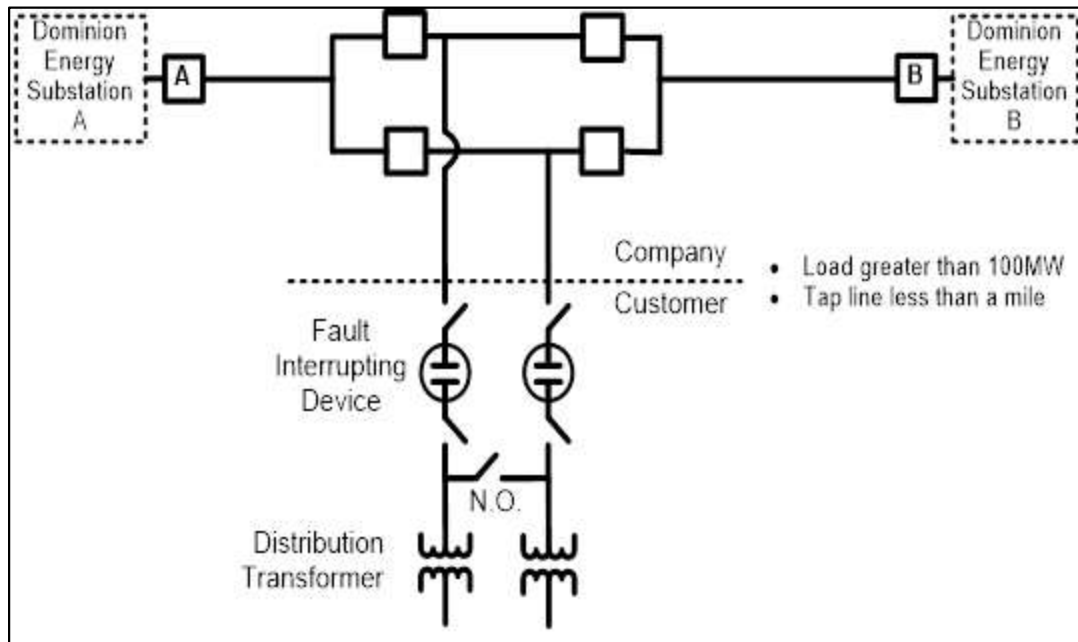 Dominion
Energy
Substation
A
A
B
Dominion
Energy
Substation
B
Company
Customer
• Load greater than 100MW
• Tap line less than a mile
Fault
Interrupting
Device
N.O.
Distribution
Transformer